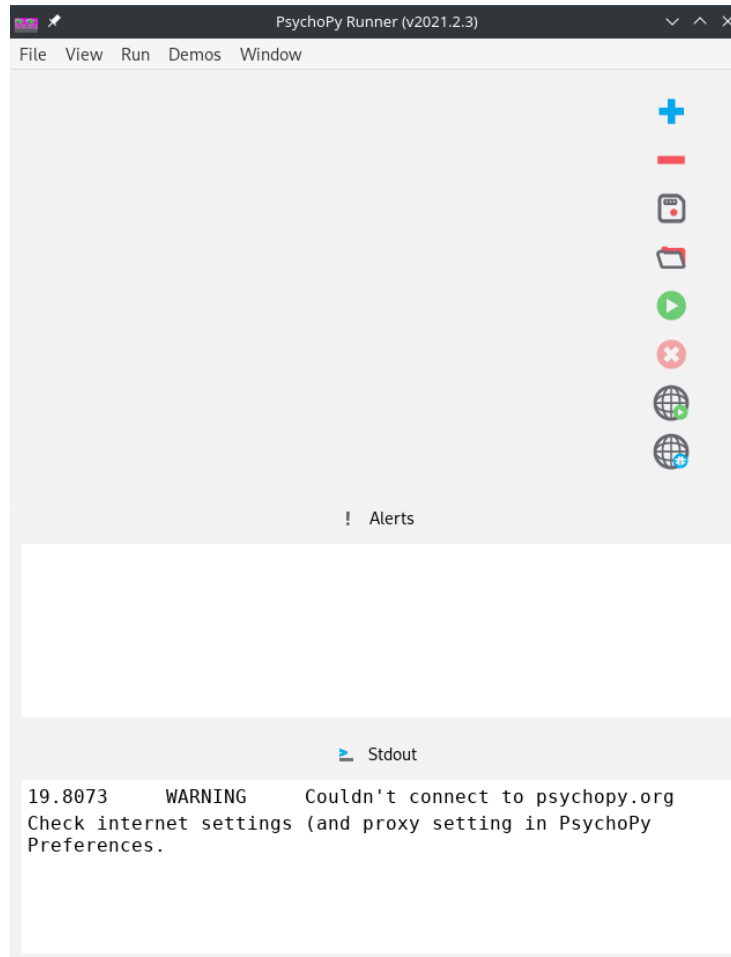 PsychoPy Runner (v2021.2.3)
File View Run Demos Window
! Alerts
Stdout
19.8073 WARNING Couldn't connect to psychopy.org
Check internet settings (and proxy setting in PsychoPy
Preferences.